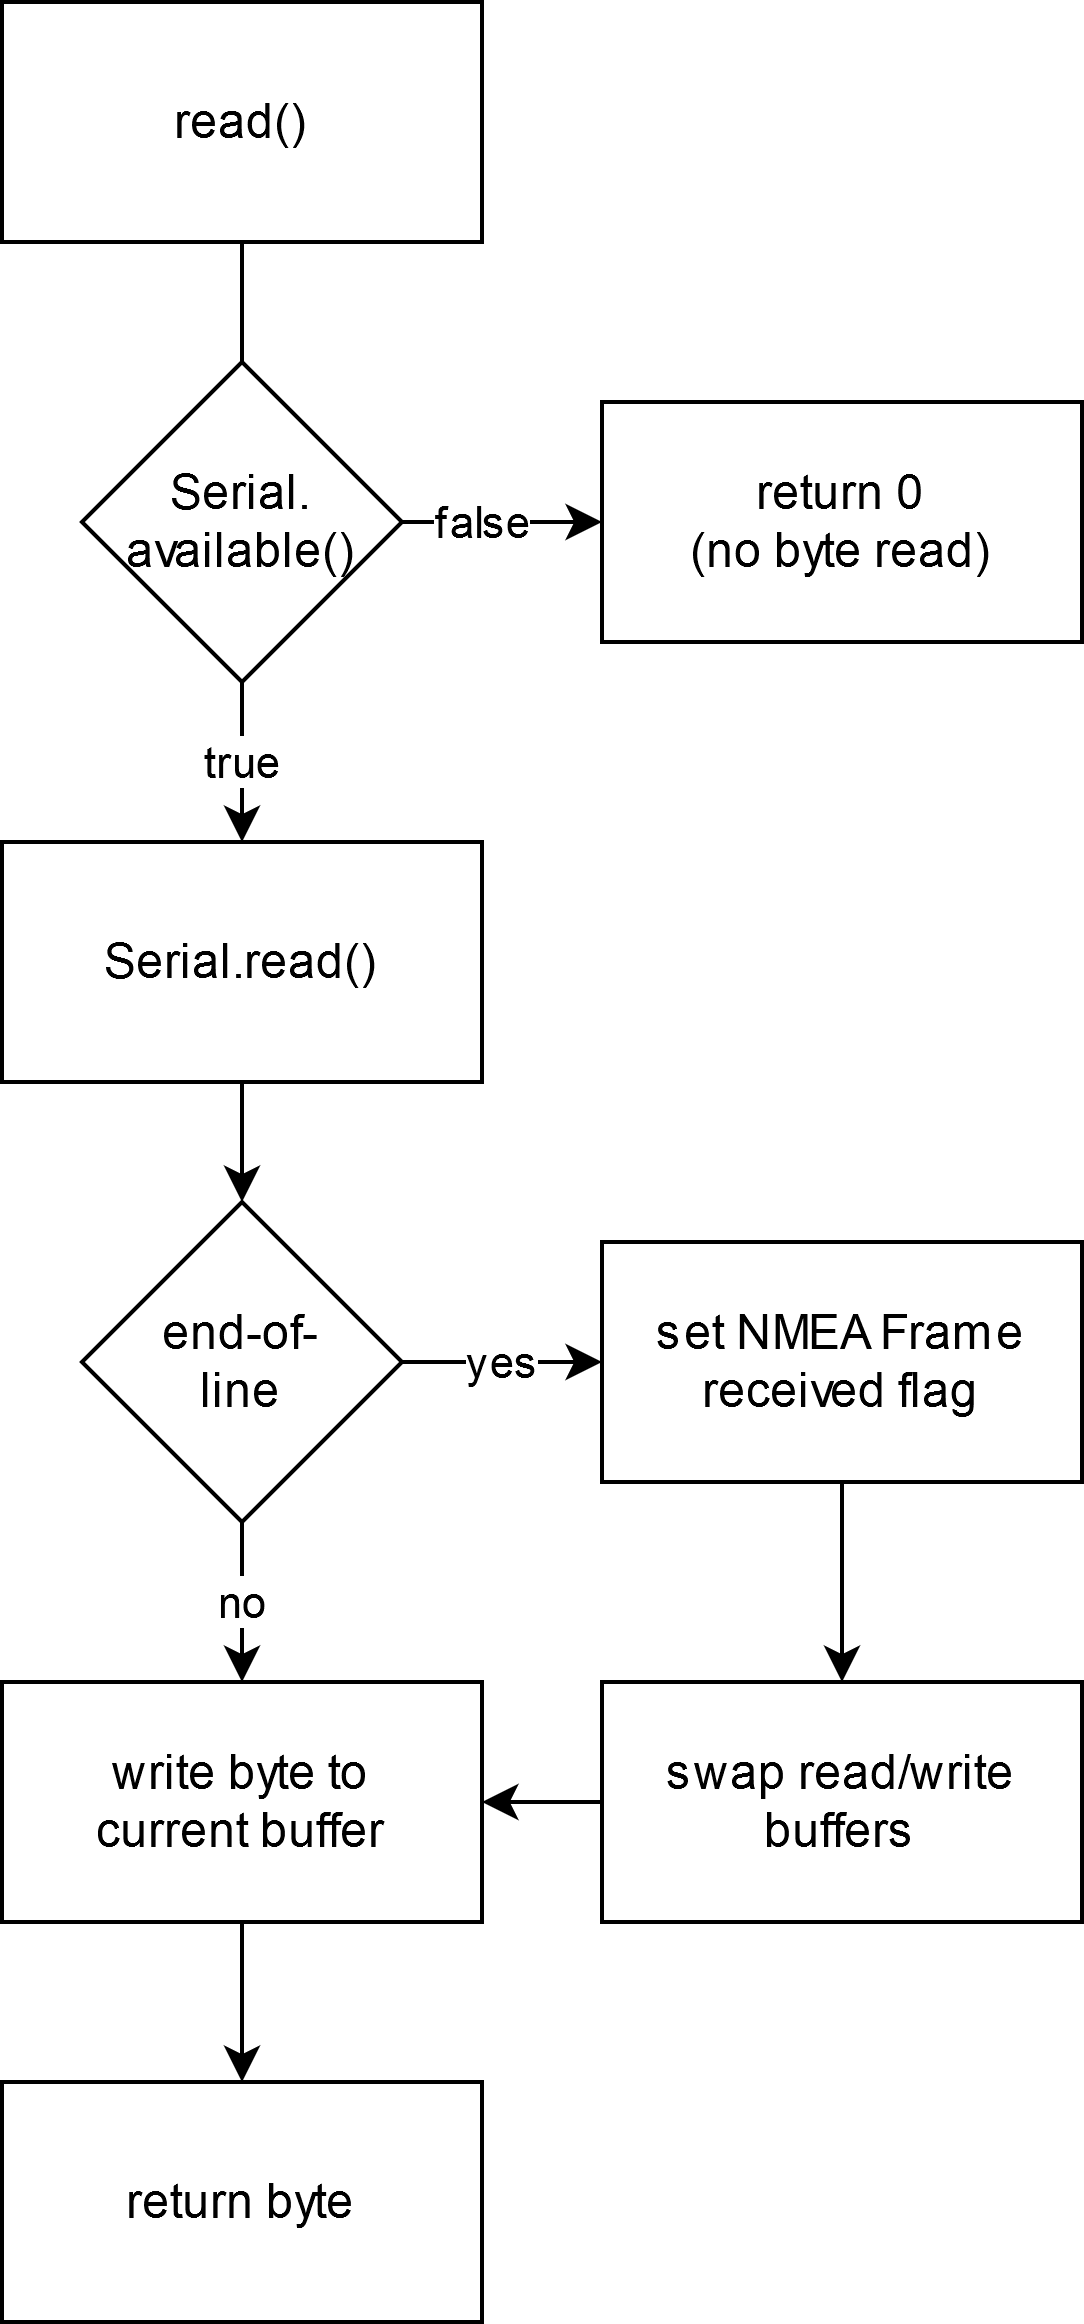 read()
Serial.
available()
false
return 0
(no byte read)
true
Serial.read()
end-of-
line
yes
set NMEA Frame
received flag
no
write byte to
current buffer
swap read/write
buffers
return byte